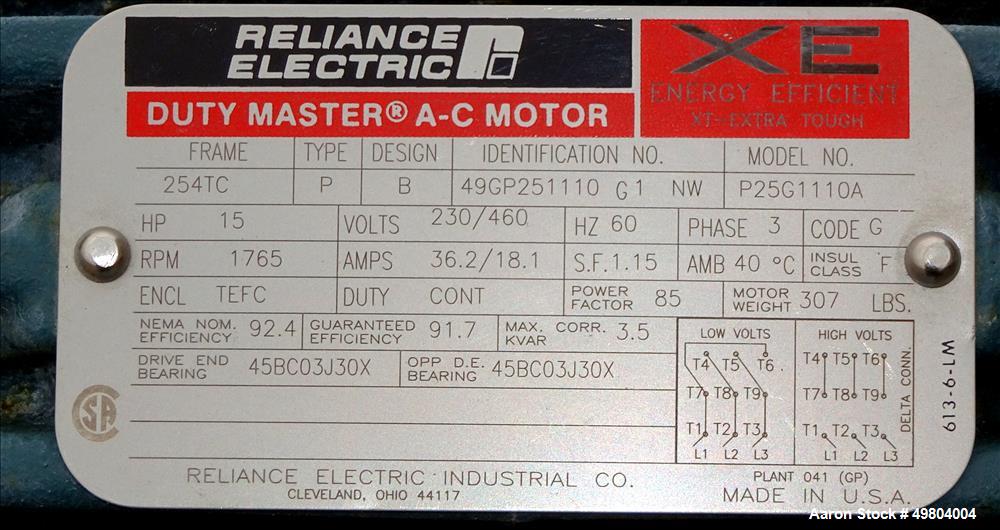 RELIANCE
ELECTRIC
XE
ENERGY EFFICIENT
XT-EXTRA TOUGH
DUTY MASTER® A-C MOTOR
FRAME TYPE DESIGN IDENTIFICATION NO. MODEL NO.
254TC P B 49GP251110 G1 NW P25G1110A
HP 15 VOLTS 230/460 HZ 60 PHASE 3 CODE G
RPM 1765 AMPS 36.2/18.1 S.F. 1.15 AMB 40 °C INSUL CLASS F
ENCL TEFC DUTY CONT POWER FACTOR 85 MOTOR WEIGHT 307 LBS.
NEMA NOM. EFFICIENCY 92.4 GUARANTEED EFFICIENCY 91.7 MAX. CORR. KVAR 3.5
DRIVE END BEARING 45BC03J30X OPP D.E. BEARING 45BC03J30X
LOW VOLTS HIGH VOLTS
T4 T5 T6 T4 T5 T6
T7 T8 T9 T7 T8 T9
T1 T2 T3 T1 T2 T3
L1 L2 L3 L1 L2 L3
DELTA CONN.
613-6-LM
SA
RELIANCE ELECTRIC INDUSTRIAL CO.
CLEVELAND, OHIO 44117
PLANT 041 (GP)
MADE IN U.S.A.
Aaron Stock # 49804004